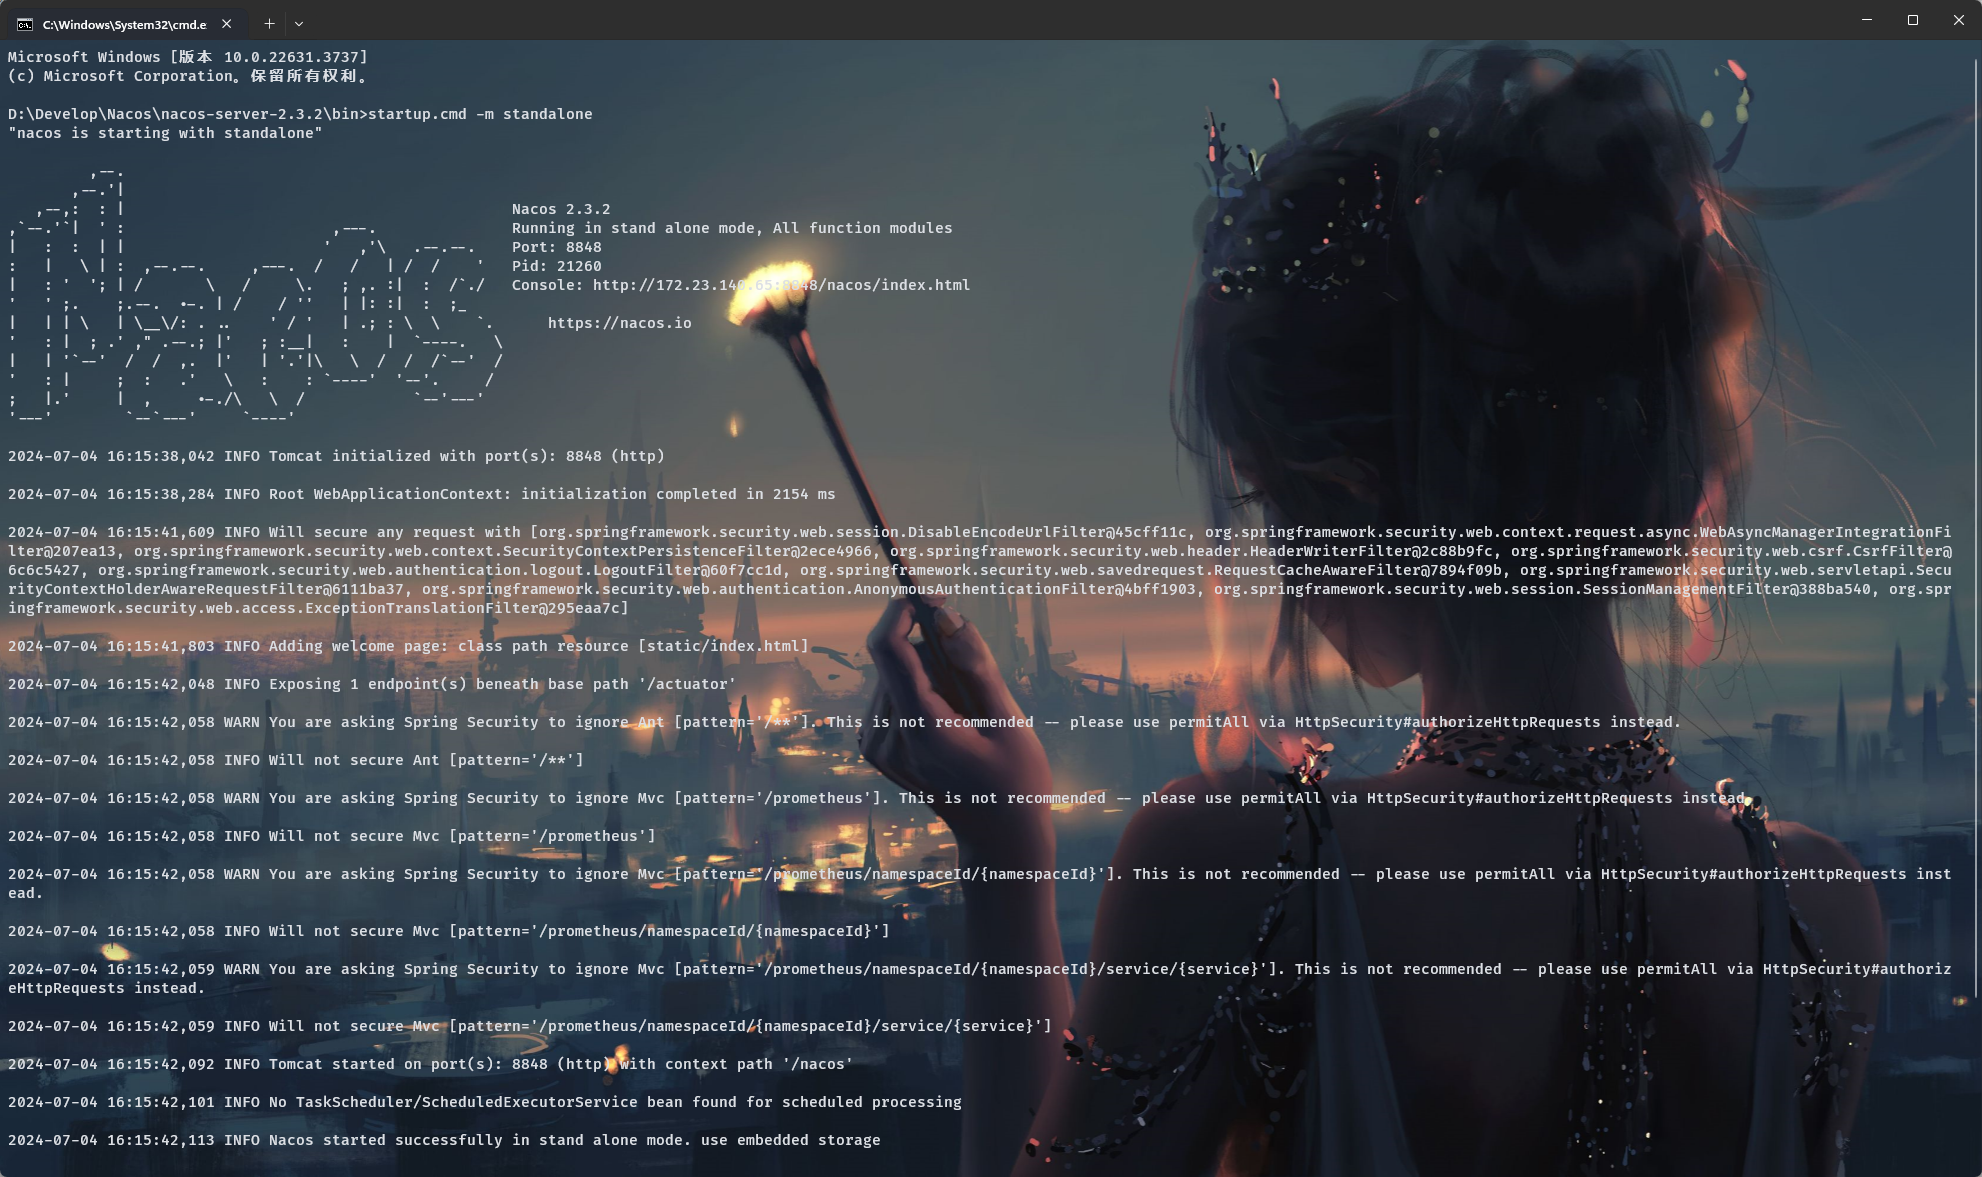 C:\Windows\System32\cmd.e
Microsoft Windows [版本 10.0.22631.3737]
(c) Microsoft Corporation。保留所有权利。
D:\Develop\Nacos\nacos-server-2.3.2\bin>startup.cmd -m standalone
"nacos is starting with standalone"
Nacos 2.3.2
Running in stand alone mode, All function modules
Port: 8848
Pid: 21260
Console: http://172.23.140.65:8848/nacos/index.html
https://nacos.io
2024-07-04 16:15:38,042 INFO Tomcat initialized with port(s): 8848 (http)
2024-07-04 16:15:38,284 INFO Root WebApplicationContext: initialization completed in 2154 ms
2024-07-04 16:15:41,609 INFO Will secure any request with [org.springframework.security.web.session.DisableEncodeUrlFilter@45cff11c, org.springframework.security.web.context.request.async.WebAsyncManagerIntegrationFi
lter@207ea13, org.springframework.security.web.context.SecurityContextPersistenceFilter@2ece4966, org.springframework.security.web.header.HeaderWriterFilter@2c88b9fc, org.springframework.security.web.csrf.CsrfFilter@
6c6c5427, org.springframework.security.web.authentication.logout.LogoutFilter@60f7cc1d, org.springframework.security.web.savedrequest.RequestCacheAwareFilter@7894f09b, org.springframework.security.web.servletapi.Secu
rityContextHolderAwareRequestFilter@6111ba37, org.springframework.security.web.authentication.AnonymousAuthenticationFilter@4bff1903, org.springframework.security.web.session.SessionManagementFilter@388ba540, org.spr
ingframework.security.web.access.ExceptionTranslationFilter@295eaa7c]
2024-07-04 16:15:41,803 INFO Adding welcome page: class path resource [static/index.html]
2024-07-04 16:15:42,048 INFO Exposing 1 endpoint(s) beneath base path '/actuator'
2024-07-04 16:15:42,058 WARN You are asking Spring Security to ignore Ant [pattern='/**']. This is not recommended -- please use permitAll via HttpSecurity#authorizeHttpRequests instead.
2024-07-04 16:15:42,058 INFO Will not secure Ant [pattern='/**']
2024-07-04 16:15:42,058 WARN You are asking Spring Security to ignore Mvc [pattern='/prometheus']. This is not recommended -- please use permitAll via HttpSecurity#authorizeHttpRequests instead.
2024-07-04 16:15:42,058 INFO Will not secure Mvc [pattern='/prometheus']
2024-07-04 16:15:42,058 WARN You are asking Spring Security to ignore Mvc [pattern='/prometheus/namespaceId/{namespaceId}']. This is not recommended -- please use permitAll via HttpSecurity#authorizeHttpRequests inst
ead.
2024-07-04 16:15:42,058 INFO Will not secure Mvc [pattern='/prometheus/namespaceId/{namespaceId}']
2024-07-04 16:15:42,059 WARN You are asking Spring Security to ignore Mvc [pattern='/prometheus/namespaceId/{namespaceId}/service/{service}']. This is not recommended -- please use permitAll via HttpSecurity#authoriz
eHttpRequests instead.
2024-07-04 16:15:42,059 INFO Will not secure Mvc [pattern='/prometheus/namespaceId/{namespaceId}/service/{service}']
2024-07-04 16:15:42,092 INFO Tomcat started on port(s): 8848 (http) with context path '/nacos'
2024-07-04 16:15:42,101 INFO No TaskScheduler/ScheduledExecutorService bean found for scheduled processing
2024-07-04 16:15:42,113 INFO Nacos started successfully in stand alone mode. use embedded storage